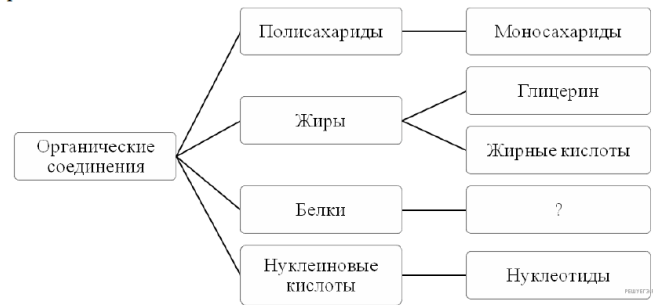 Полисахариды
Моносахариды
Глицерин
Жиры
Жирные кислоты
Органические
соединения
Белки
?
Нуклеиновые
кислоты
Нуклеотиды